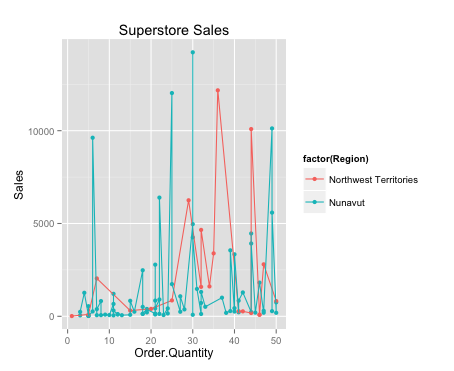 Superstore Sales
Sales
10000
5000
0
0
10
20
30
40
50
Order.Quantity
factor(Region)
Northwest Territories
Nunavut